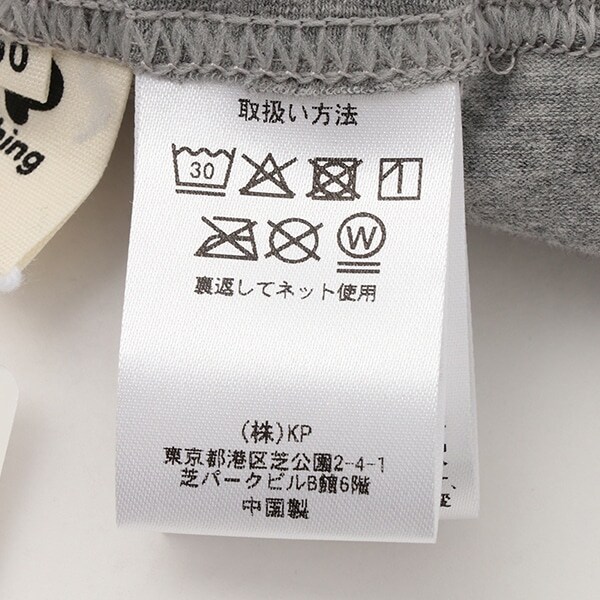 取扱い方法
30
W
裏返してネット使用
(株)KP
東京都港区芝公園2-4-1
芝パークビルB館6階
中国製